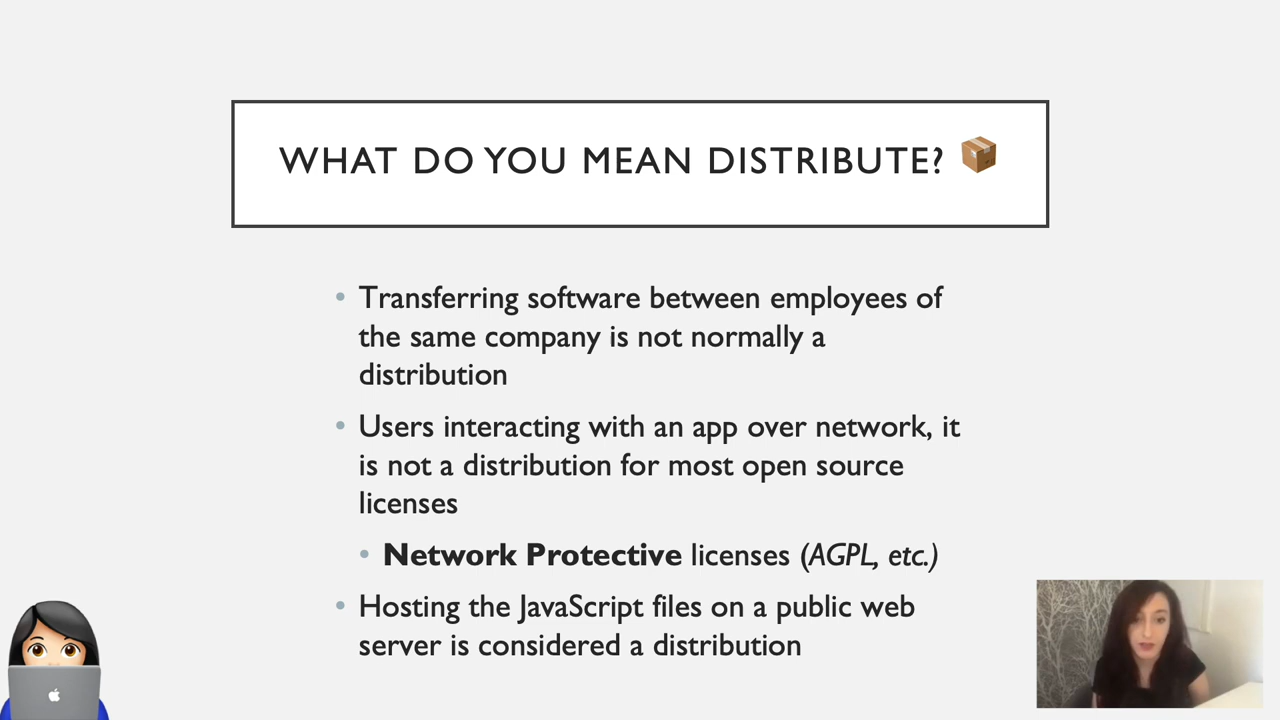 WHAT DO YOU MEAN DISTRIBUTE? 📦
• Transferring software between employees of
the same company is not normally a
distribution
• Users interacting with an app over network, it
is not a distribution for most open source
licenses
• Network Protective licenses (AGPL, etc.)
• Hosting the JavaScript files on a public web
server is considered a distribution